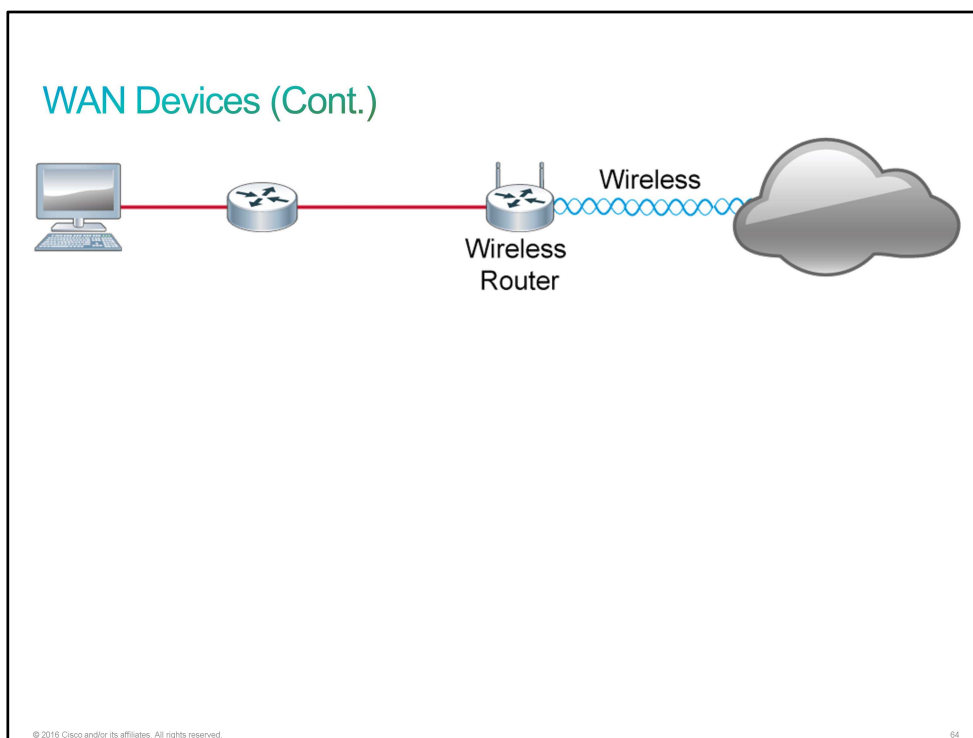 WAN Devices (Cont.)
Wireless
Wireless
Router
© 2016 Cisco and/or its affiliates. All rights reserved.
64